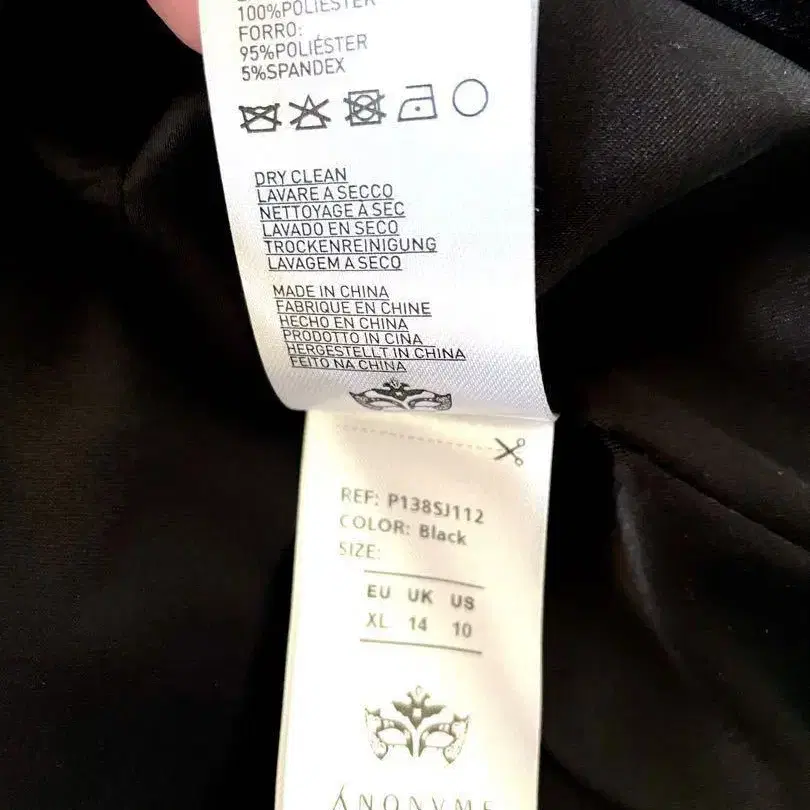 100%POLIESTER
FORRO:
95%POLIÉSTER
5%SPANDEX
DRY CLEAN
LAVARE A SECCO
NETTOYAGE A SEC
LAVADO EN SECO
TROCKENREINIGUNG
LAVAGEM A SECO
MADE IN CHINA
FABRIQUE EN CHINE
HECHO EN CHINA
PRODOTTO IN CINA
HERGESTELLT IN CHINA
FEITO NA CHINA
REF: P138SJ112
COLOR: Black
SIZE:
EU UK US
XL 14 10
ANONYME